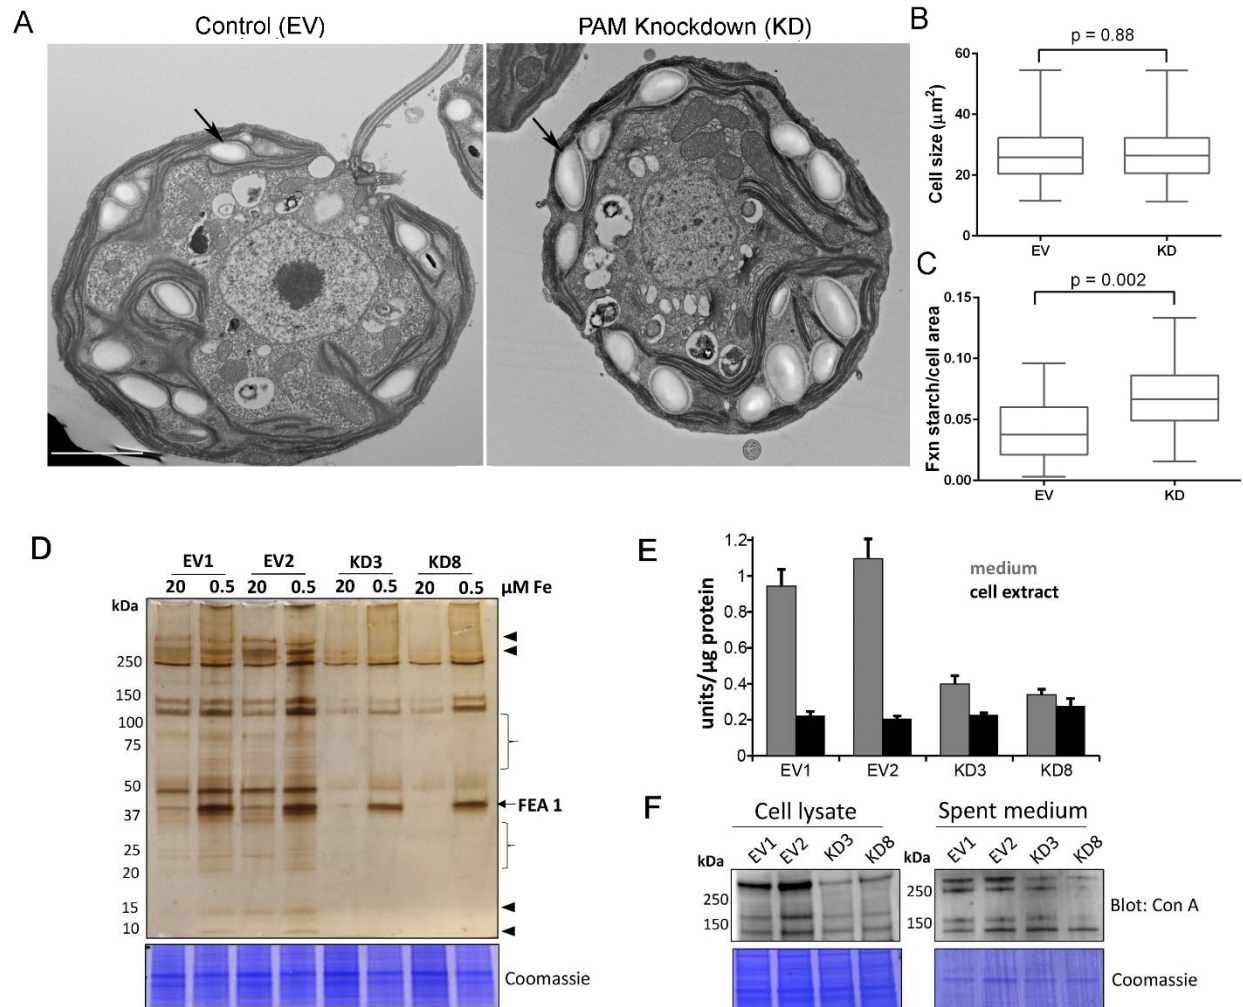 A
Control (EV)
PAM Knockdown (KD)
B
p = 0.88
60
40
20
0
Cell size (μm²)
EV
KD
C
p = 0.002
0.15
0.10
0.05
0.00
Fxn starch/cell area
EV
KD
D
EV1 EV2 KD3 KD8
20 0.5 20 0.5 20 0.5 20 0.5 μM Fe
kDa
250
150
100
75
50
37
25
20
15
10
FEA 1
Coomassie
E
1.2
1
0.8
0.6
0.4
0.2
0
units/μg protein
medium
cell extract
EV1 EV2 KD3 KD8
F
Cell lysate
Spent medium
EV1 EV2 KD3 KD8
EV1 EV2 KD3 KD8
kDa
250
150
kDa
250
150
Blot: Con A
Coomassie